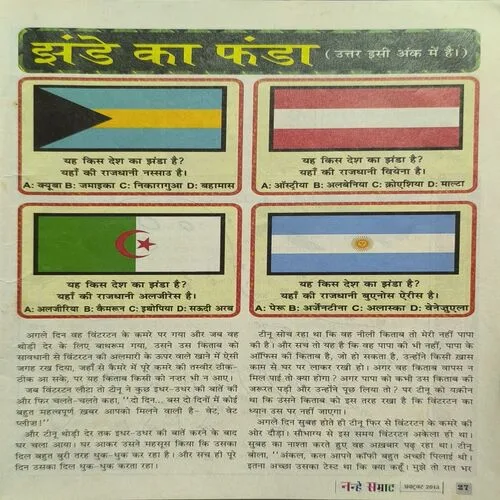 झंडे का फंडा ( उत्तर इसी अंक में है।)
यह किस देश का झंडा है?
यहाँ की राजधानी नस्साउ है।
A: क्यूबा B: जमाइका C: निकारागुआ D: बहामास
यह किस देश का झंडा है?
यहाँ की राजधानी वियेना है।
A: ऑस्ट्रीया B: अलबेनिया C: क्रोएशिया D: माल्टा
यह किस देश का झंडा है?
यहाँ की राजधानी अलजीरेस है।
A: अलजीरिया B: कैमरून C: इथोपिया D: सऊदी अरब
यह किस देश का झंडा है?
यहाँ की राजधानी बुएनोस ऐरीस है।
A: पेरू B: अर्जेनटीना C: अलास्का D: वेनेजुएला
अगले दिन वह विंटरटन के कमरे पर गया और जब वह
थोड़ी देर के लिए बाथरूम गया, उसने उस किताब को
सावधानी से विंटरटन की अलमारी के ऊपर वाले खाने में ऐसी
जगह रख दिया, जहाँ से कमरे में पूरे कमरे की तस्वीर ठीक-
ठीक आ सके, पर वह किताब किसी को नज़र भी न आए।
जब विंटरटन लौटा तो टीनू ने कुछ इधर-उधर की बातें कीं
और फिर चलते-चलते कहा, "दो दिन... बस दो दिनों में कोई
बहुत महत्वपूर्ण ख़बर आपको मिलने वाली है- वेट, वेट
प्लीज।"
और टीनू थोड़ी देर तक इधर-उधर की बातें करने के बाद
घर चला आया। घर आकर उसने महसूस किया कि उसका
दिल बहुत बुरी तरह धुक-धुक कर रहा है। और सच ही पूरे
दिन उसका दिल धुक-धुक करता रहा।
टीनू सोच रहा था कि वह नीली किताब तो मेरी नहीं पापा
की है। और सच तो यह है कि वह पापा की भी नहीं, पापा के
ऑफिस की किताब है, जो हो सकता है, उन्होंने किसी ख़ास
काम से घर पर लाकर रखी हो। अगर वह किताब वापस न
मिल पाई तो क्या होगा? अगर पापा को कभी उस किताब की
जरूरत पड़ी और उन्होंने पूछ लिया तो? पर टीनू को यकीन
था कि उसने किताब को इस तरह रखा है कि विंटरटन का
ध्यान उस पर नहीं जाएगा।
अगले दिन सुबह होते ही टीनू फिर से विंटरटन के कमरे की
ओर दौड़ा। सौभाग्य से इस समय विंटरटन अकेला ही था।
सुबह का नाश्ता करते हुए वह अखबार पढ़ रहा था। टीनू
बोला, "अंकल, कल आपने कॉफी बहुत अच्छी पिलाई थी।
इतना अच्छा उसका टेस्ट था कि क्या कहूँ। मुझे तो रात भर
नन्हे सम्राट अक्टूबर 2013 27